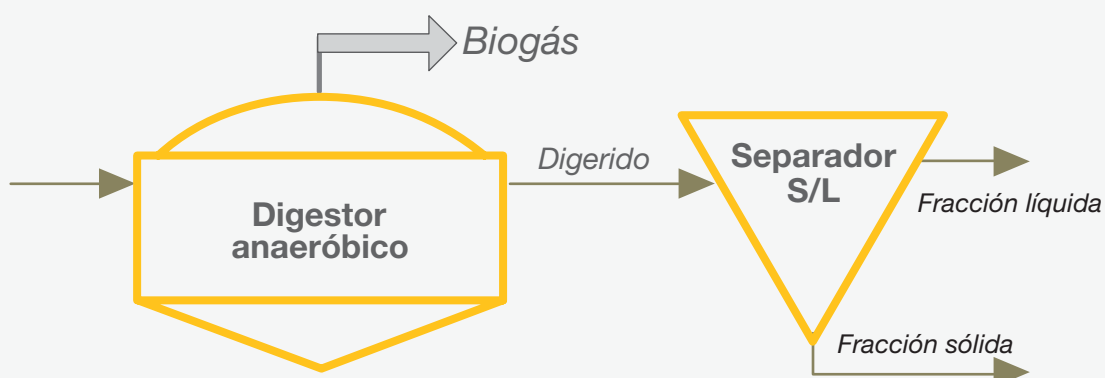 Biogás
Digestor
anaeróbico
Digerido
Separador
S/L
Fracción líquida
Fracción sólida